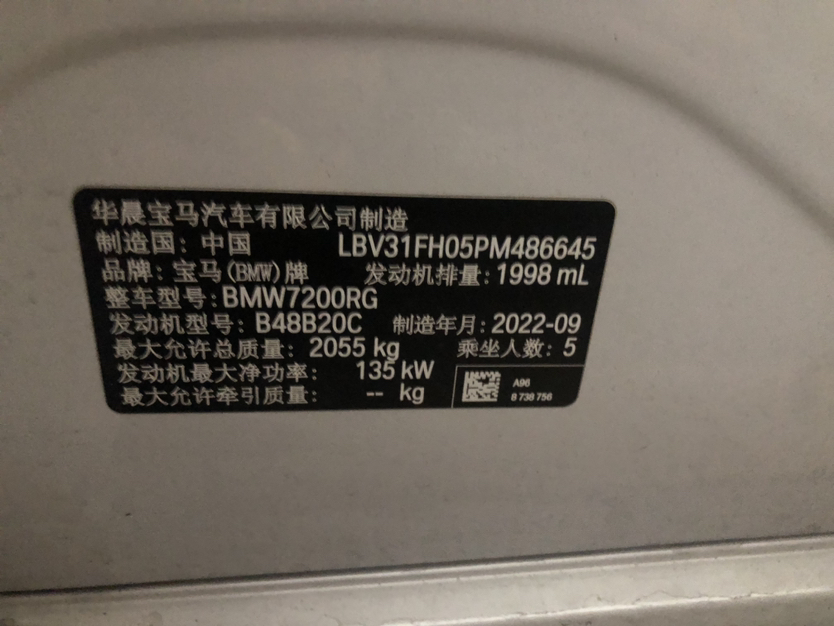 华晨宝马汽车有限公司制造
制造国：中国 LBV31FH05PM486645
品牌：宝马(BMW)牌 发动机排量：1998 mL
整车型号：BMW7200RG
发动机型号：B48B20C 制造年月：2022-09
最大允许总质量：2055 kg 乘坐人数：5
发动机最大净功率：135 kW
最大允许牵引质量：-- kg
A96
8 738 756